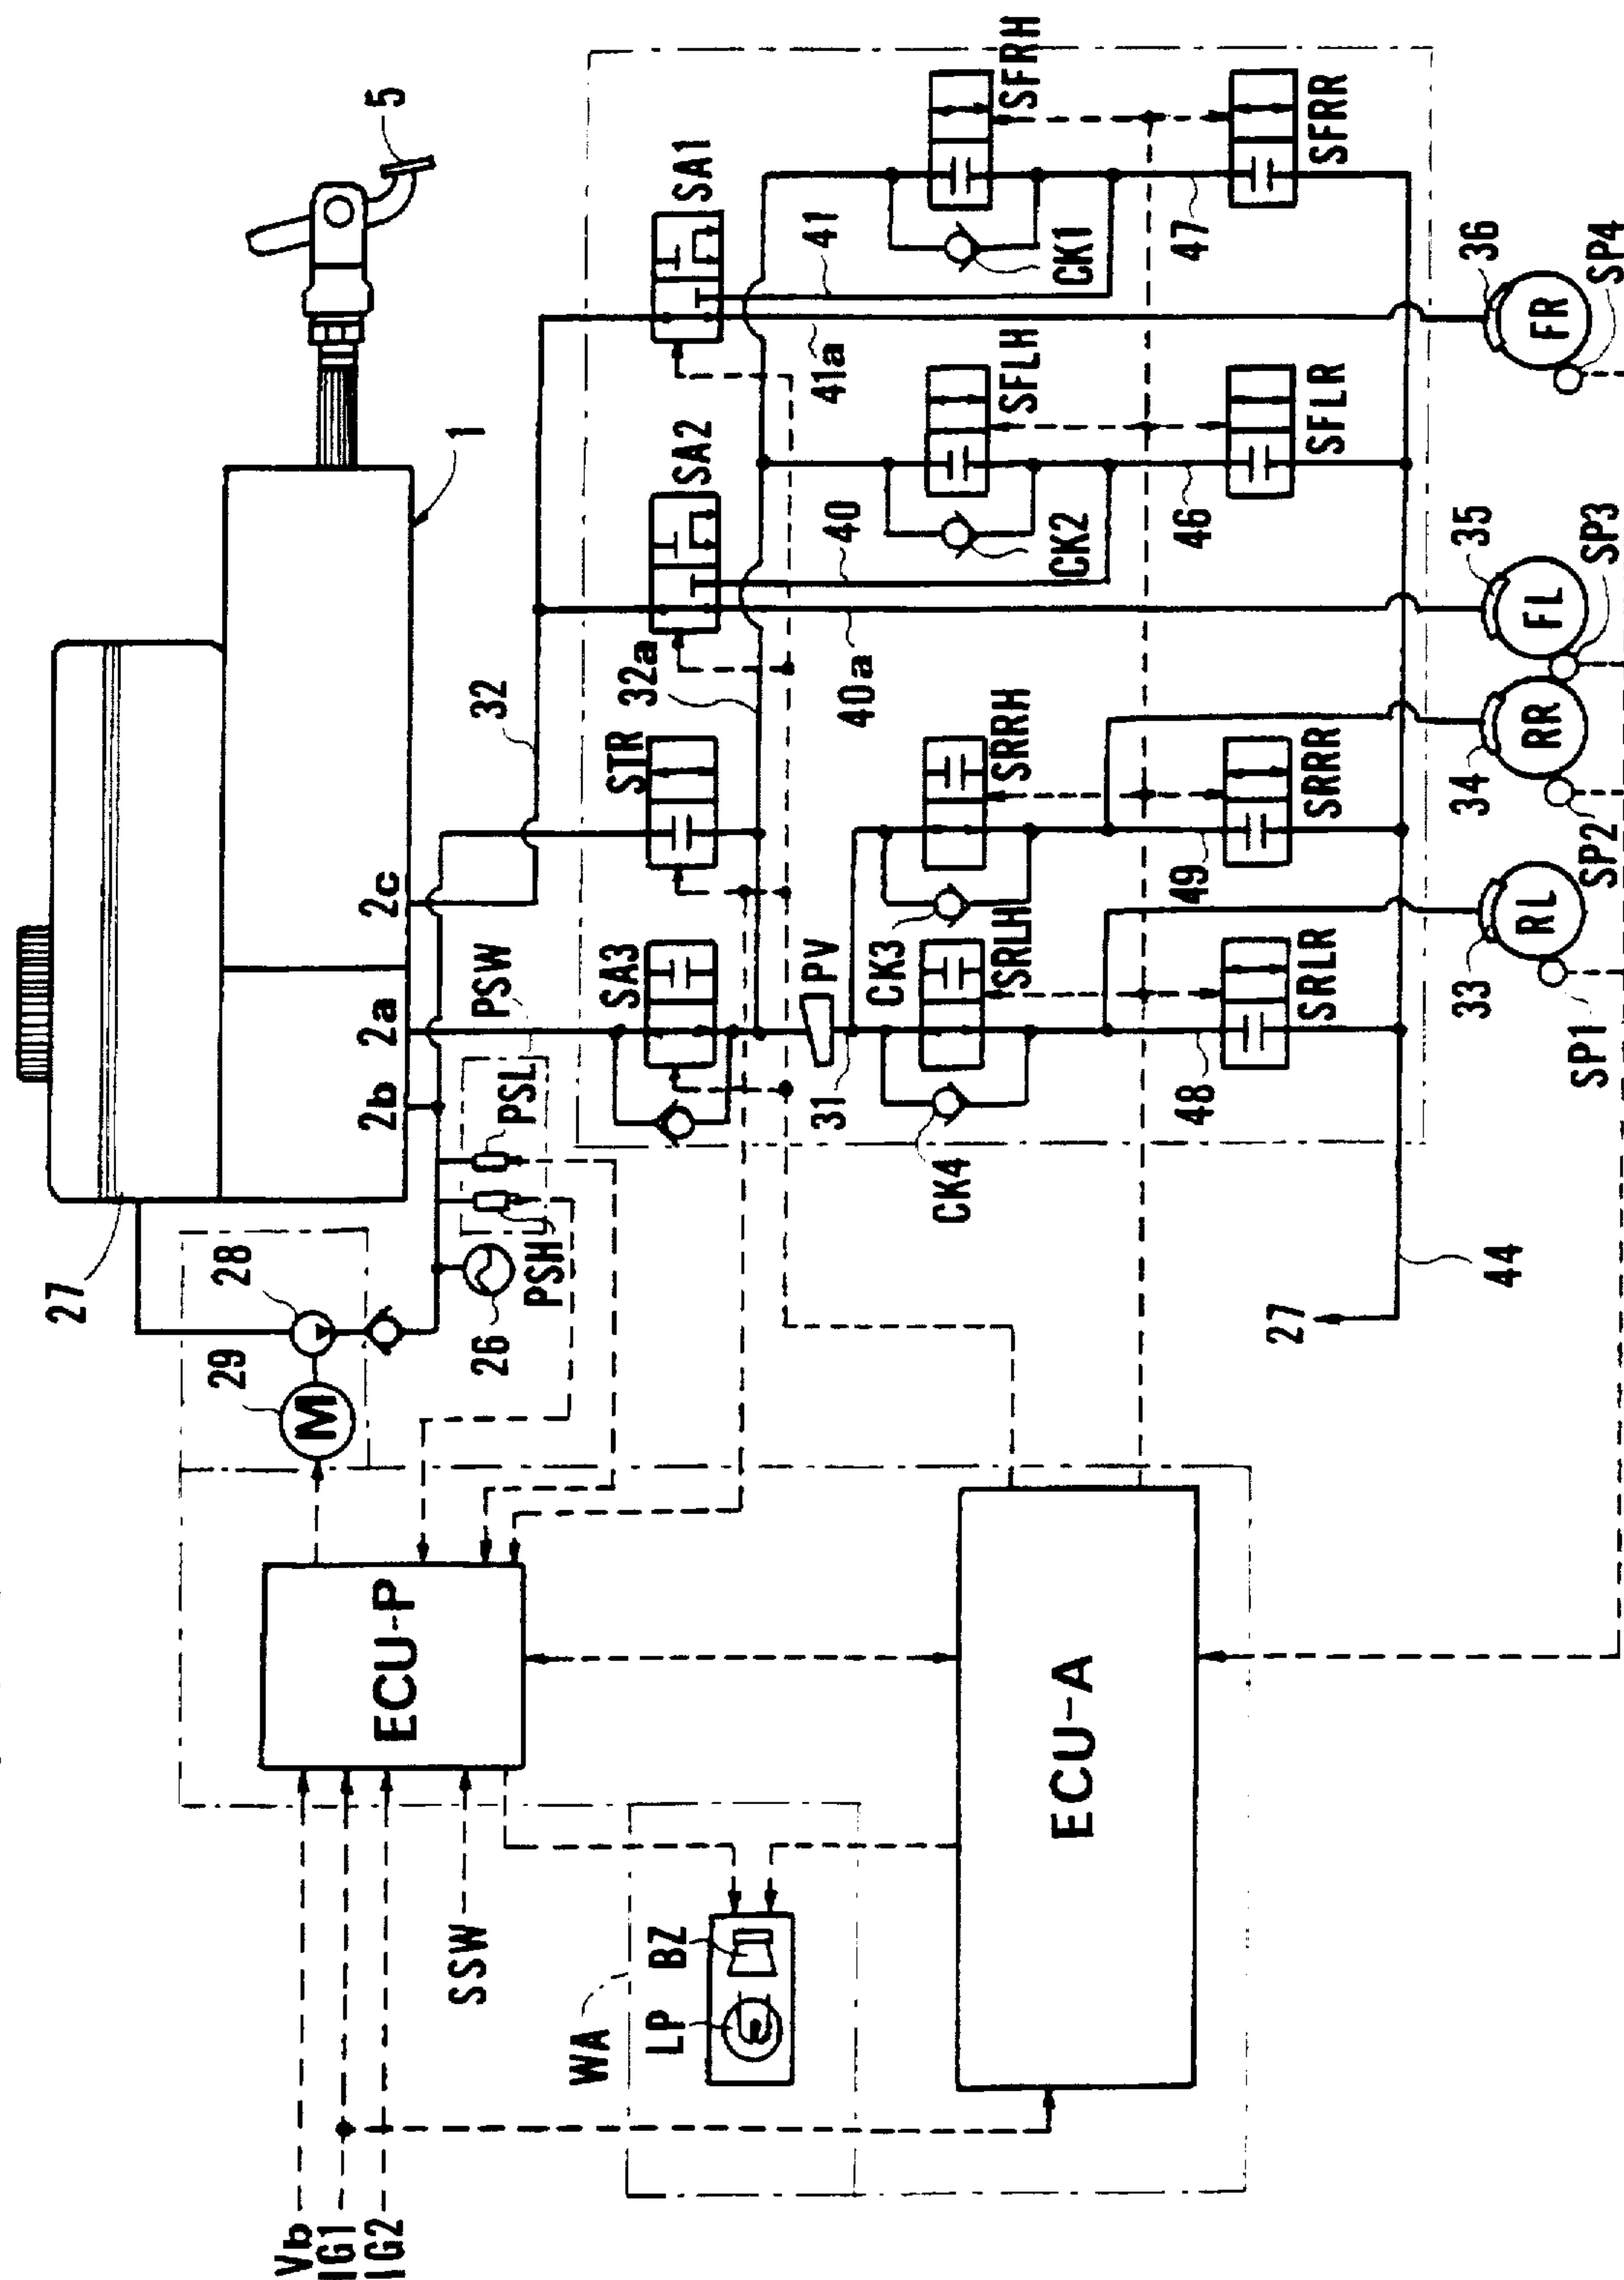 5
1
27
28
29
M
26
2b
2a
2c
32
PSW
PSL
PSH
SA3
STR
SA2
SA1
32a
40
40a
41
41a
PV
31
CK4
CK3
CK2
CK1
SRLH
SRRH
SFLH
SFRH
48
49
46
47
SRLR
SRRR
SFLR
SFRR
44
27
33
34
35
36
RL
RR
FL
FR
SP1
SP2
SP3
SP4
ECU-P
ECU-A
Vb
IG1
IG2
SSW
WA
LP
BZ